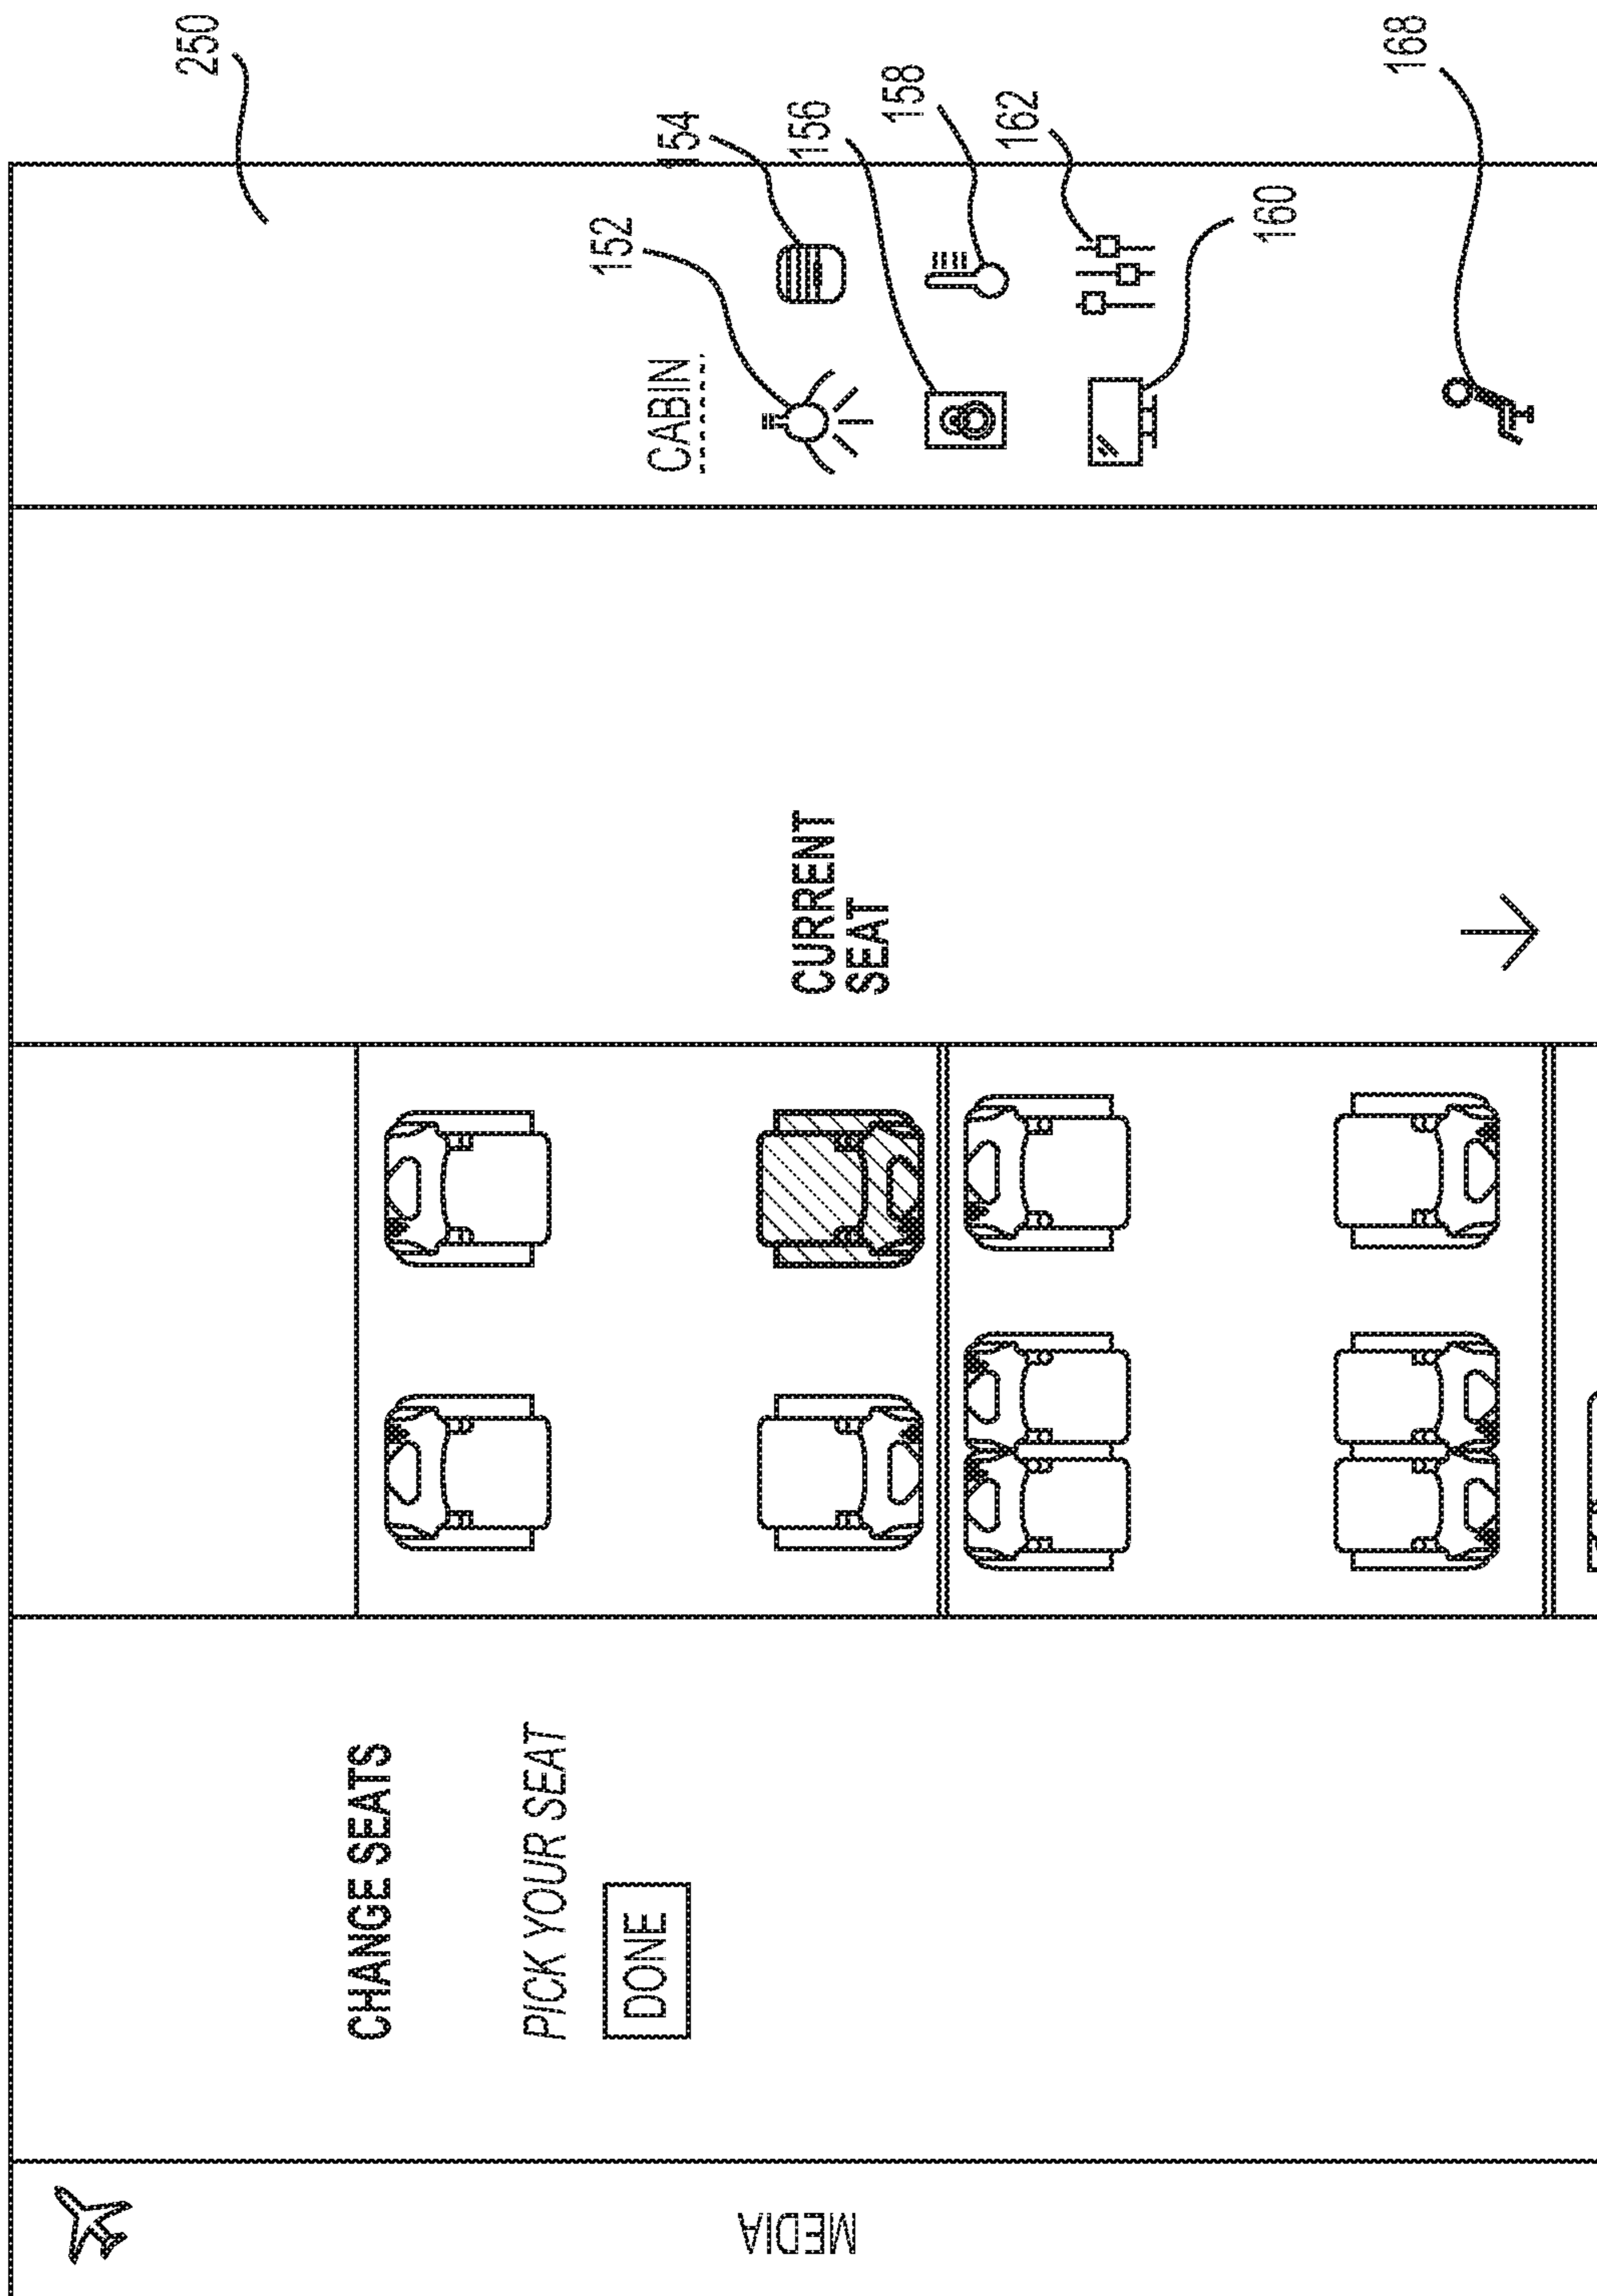 250
154
156
158
162
168
152
160
CABIN
CURRENT
SEAT
CHANGE SEATS
PICK YOUR SEAT
DONE
MEDIA